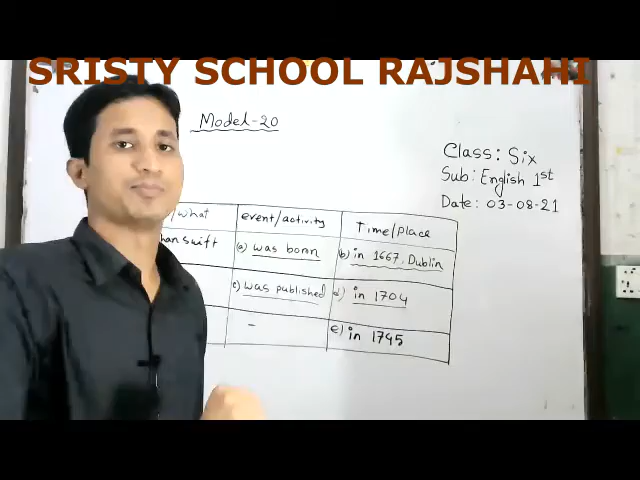 SRISTY SCHOOL RAJSHAHI
Model-20
Class: Six
Sub: English 1st
Date: 03-08-21
/what event/activity Time/place
han swift (a) was born b) in 1667, Dublin
c) was published d) in 1704
- e) in 1745